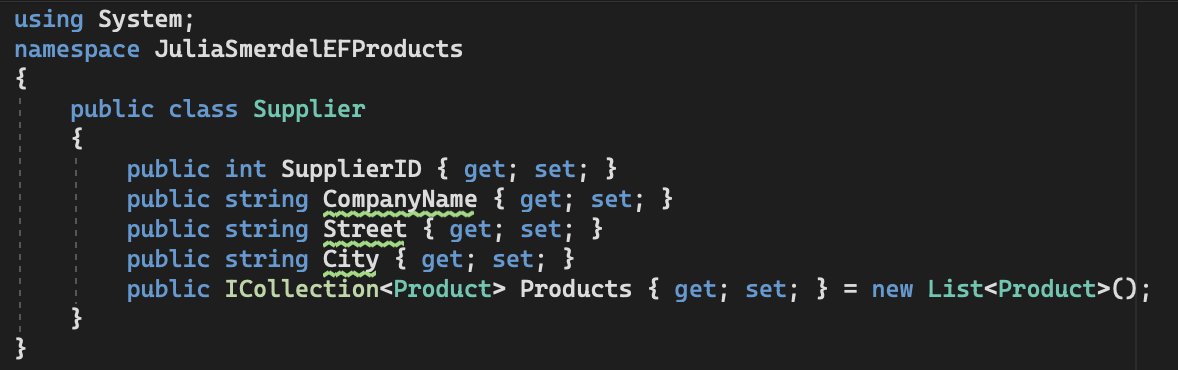 using System;
namespace JuliaSmerdelEFProducts
{
    public class Supplier
    {
        public int SupplierID { get; set; }
        public string CompanyName { get; set; }
        public string Street { get; set; }
        public string City { get; set; }
        public ICollection<Product> Products { get; set; } = new List<Product>();
    }
}